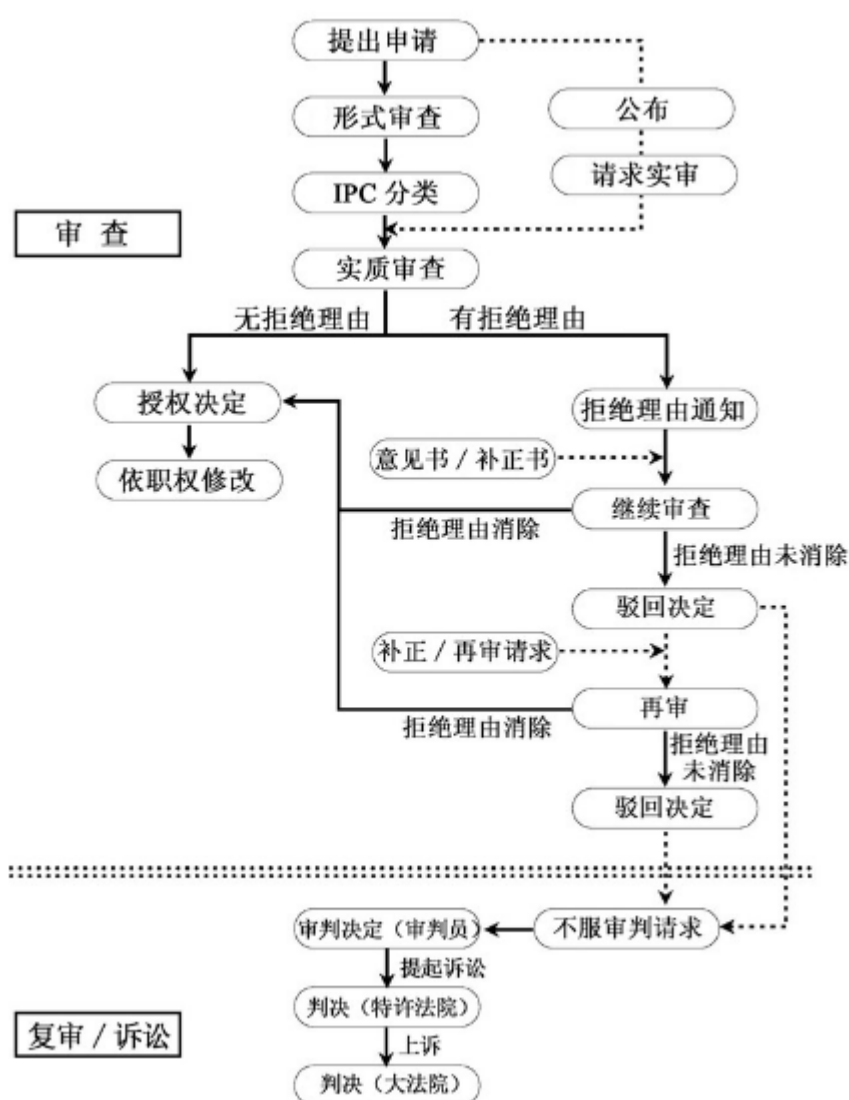 提出申请
形式审查
公布
IPC 分类
请求实审
审 查
实质审查
无拒绝理由
有拒绝理由
授权决定
拒绝理由通知
意见书 / 补正书
依职权修改
继续审查
拒绝理由消除
拒绝理由未消除
驳回决定
补正 / 再审请求
再审
拒绝理由消除
拒绝理由
未消除
驳回决定
审判决定（审判员）
不服审判请求
提起诉讼
判决（特许法院）
复审 / 诉讼
上诉
判决（大法院）